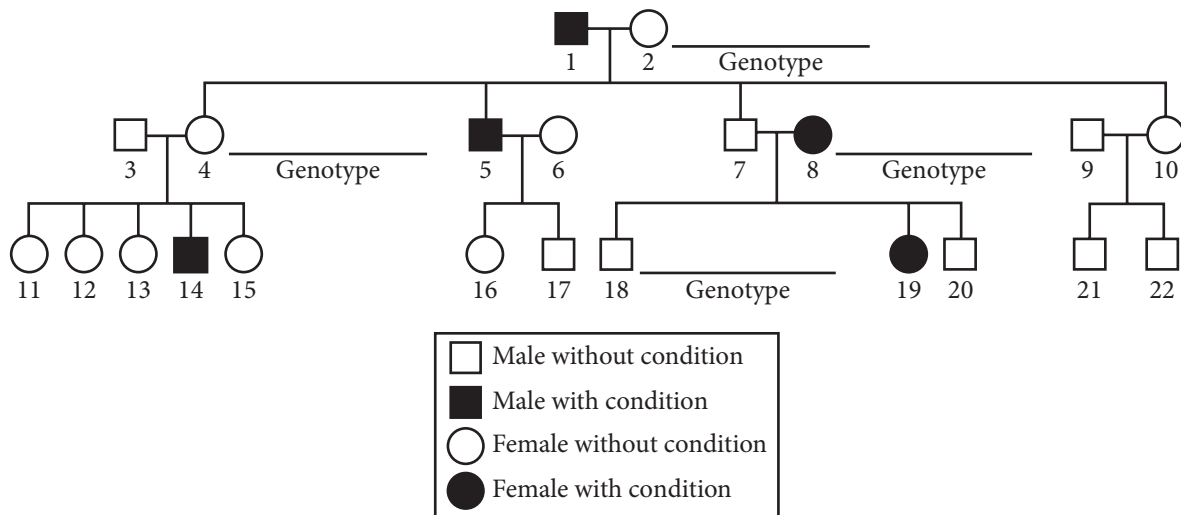 1 2 Genotype
3 4 Genotype 5 6 7 8 Genotype 9 10
11 12 13 14 15 16 17 18 Genotype 19 20 21 22
Male without condition
Male with condition
Female without condition
Female with condition